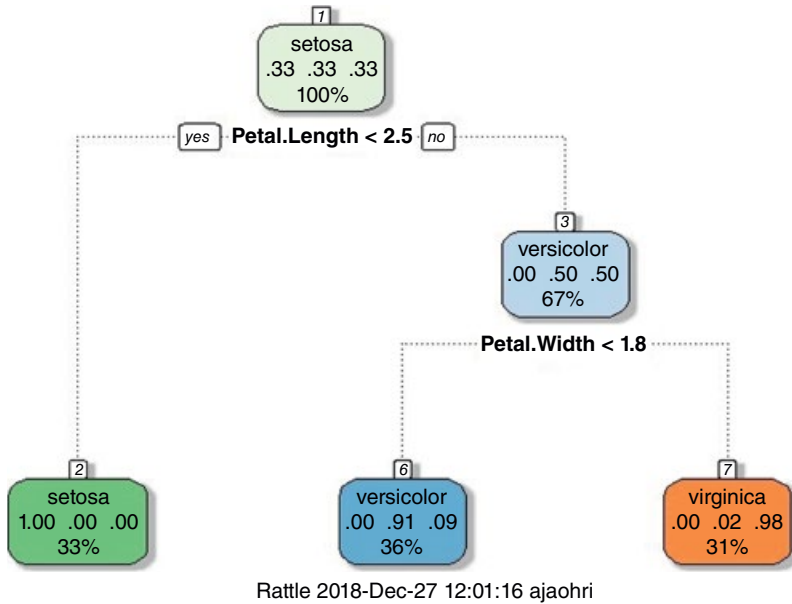 1
setosa
.33 .33 .33
100%
yes Petal.Length < 2.5 no
3
versicolor
.00 .50 .50
67%
Petal.Width < 1.8
2
setosa
1.00 .00 .00
33%
6
versicolor
.00 .91 .09
36%
7
virginica
.00 .02 .98
31%
Rattle 2018-Dec-27 12:01:16 ajaohri